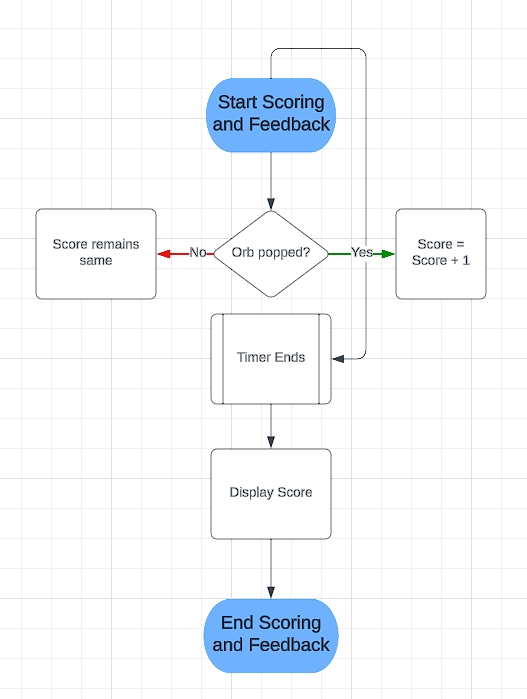 Start Scoring
and Feedback
Score remains
same
No
Orb popped?
Yes
Score =
Score + 1
Timer Ends
Display Score
End Scoring
and Feedback